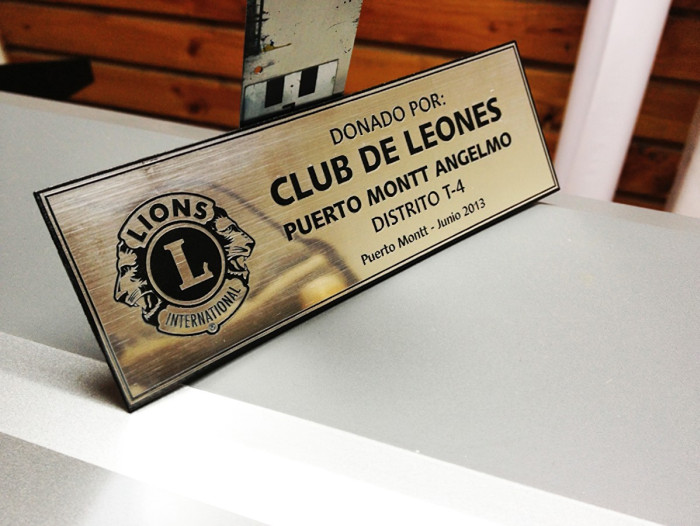 DONADO POR:
CLUB DE LEONES
PUERTO MONTT ANGELMO
DISTRITO T-4
Puerto Montt - Junio 2013
LIONS
L
INTERNATIONAL
®